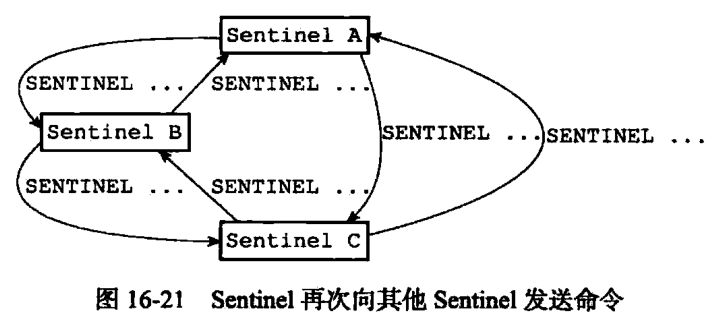 Sentinel A
SENTINEL ... SENTINEL ...
Sentinel B
SENTINEL ... SENTINEL ...
SENTINEL ... SENTINEL ...
Sentinel C
图 16-21 Sentinel 再次向其他 Sentinel 发送命令